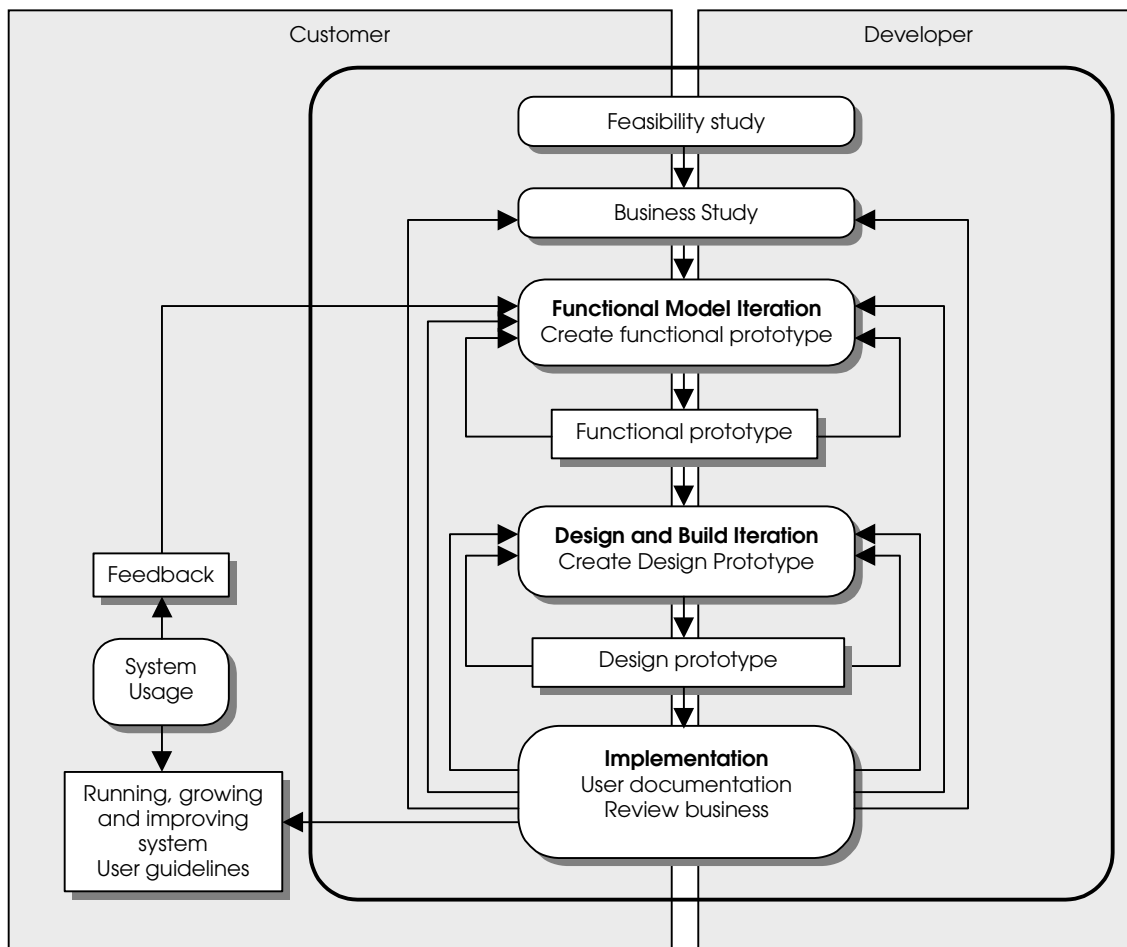 Customer
Developer
Feasibility study
Business Study
Functional Model Iteration
Create functional prototype
Functional prototype
Design and Build Iteration
Create Design Prototype
Feedback
Design prototype
System
Usage
Implementation
User documentation
Review business
Running, growing
and improving
system
User guidelines